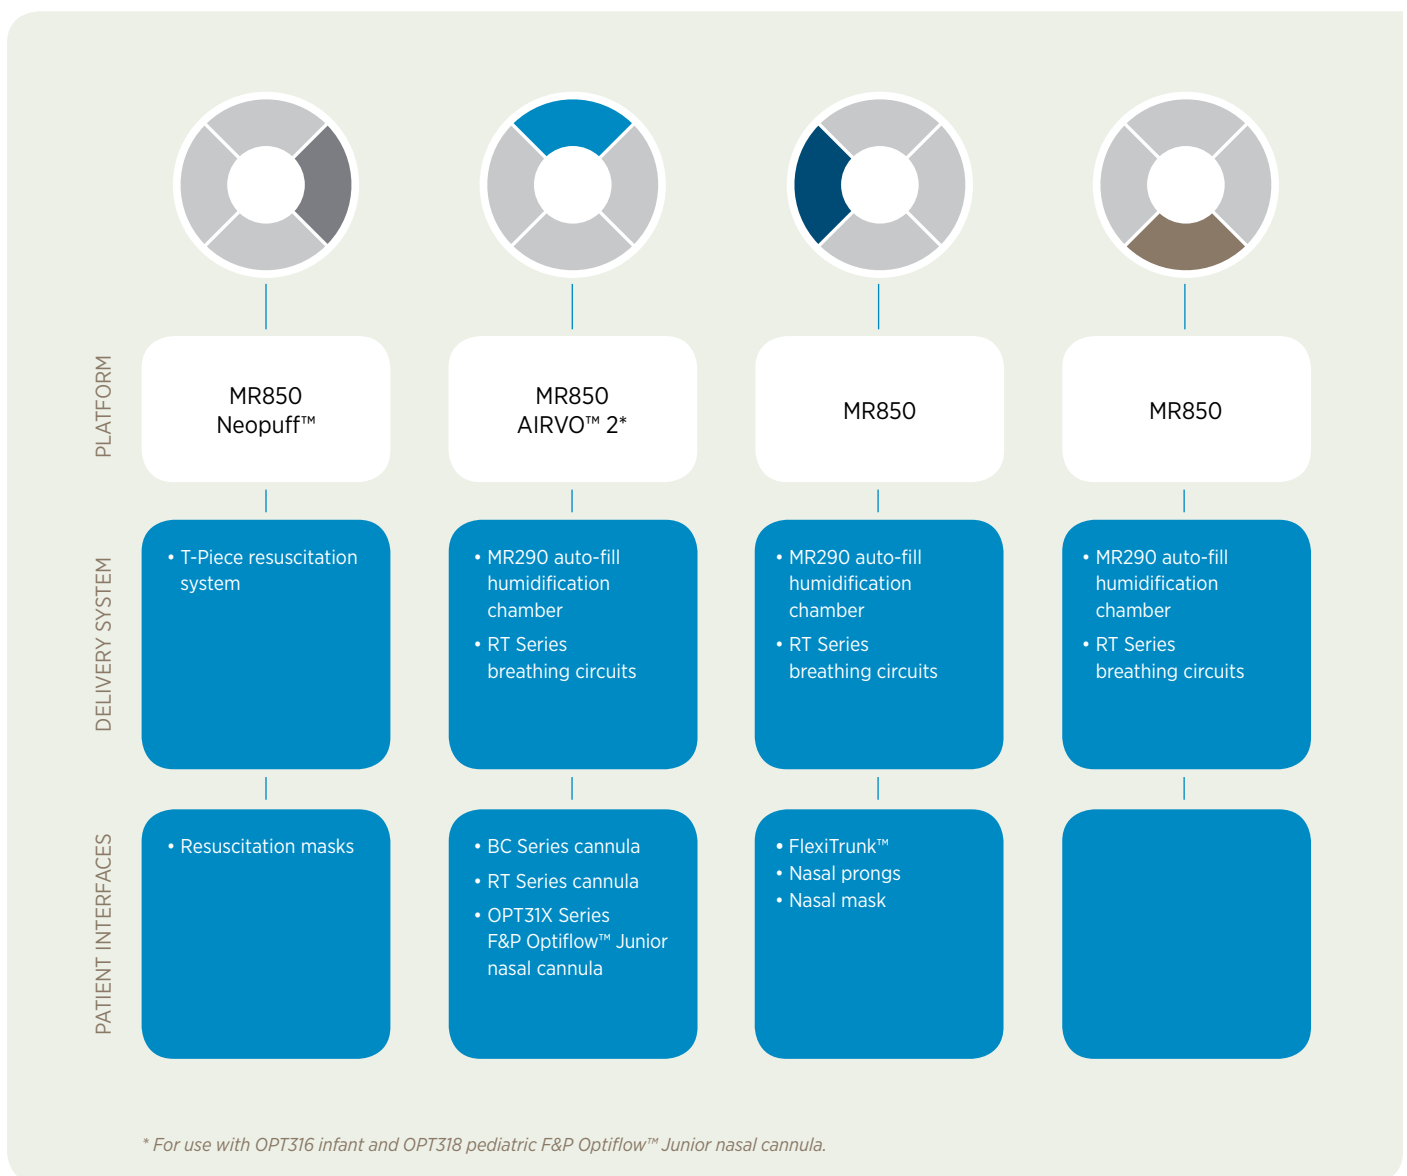 PLATFORM
MR850
Neopuff™
MR850
AIRVO™ 2*
MR850
MR850
DELIVERY SYSTEM
• T-Piece resuscitation
system
• MR290 auto-fill
humidification
chamber
• RT Series
breathing circuits
• MR290 auto-fill
humidification
chamber
• RT Series
breathing circuits
• MR290 auto-fill
humidification
chamber
• RT Series
breathing circuits
PATIENT INTERFACES
• Resuscitation masks
• BC Series cannula
• RT Series cannula
• OPT31X Series
F&P Optiflow™ Junior
nasal cannula
• FlexiTrunk™
• Nasal prongs
• Nasal mask
* For use with OPT316 infant and OPT318 pediatric F&P Optiflow™ Junior nasal cannula.